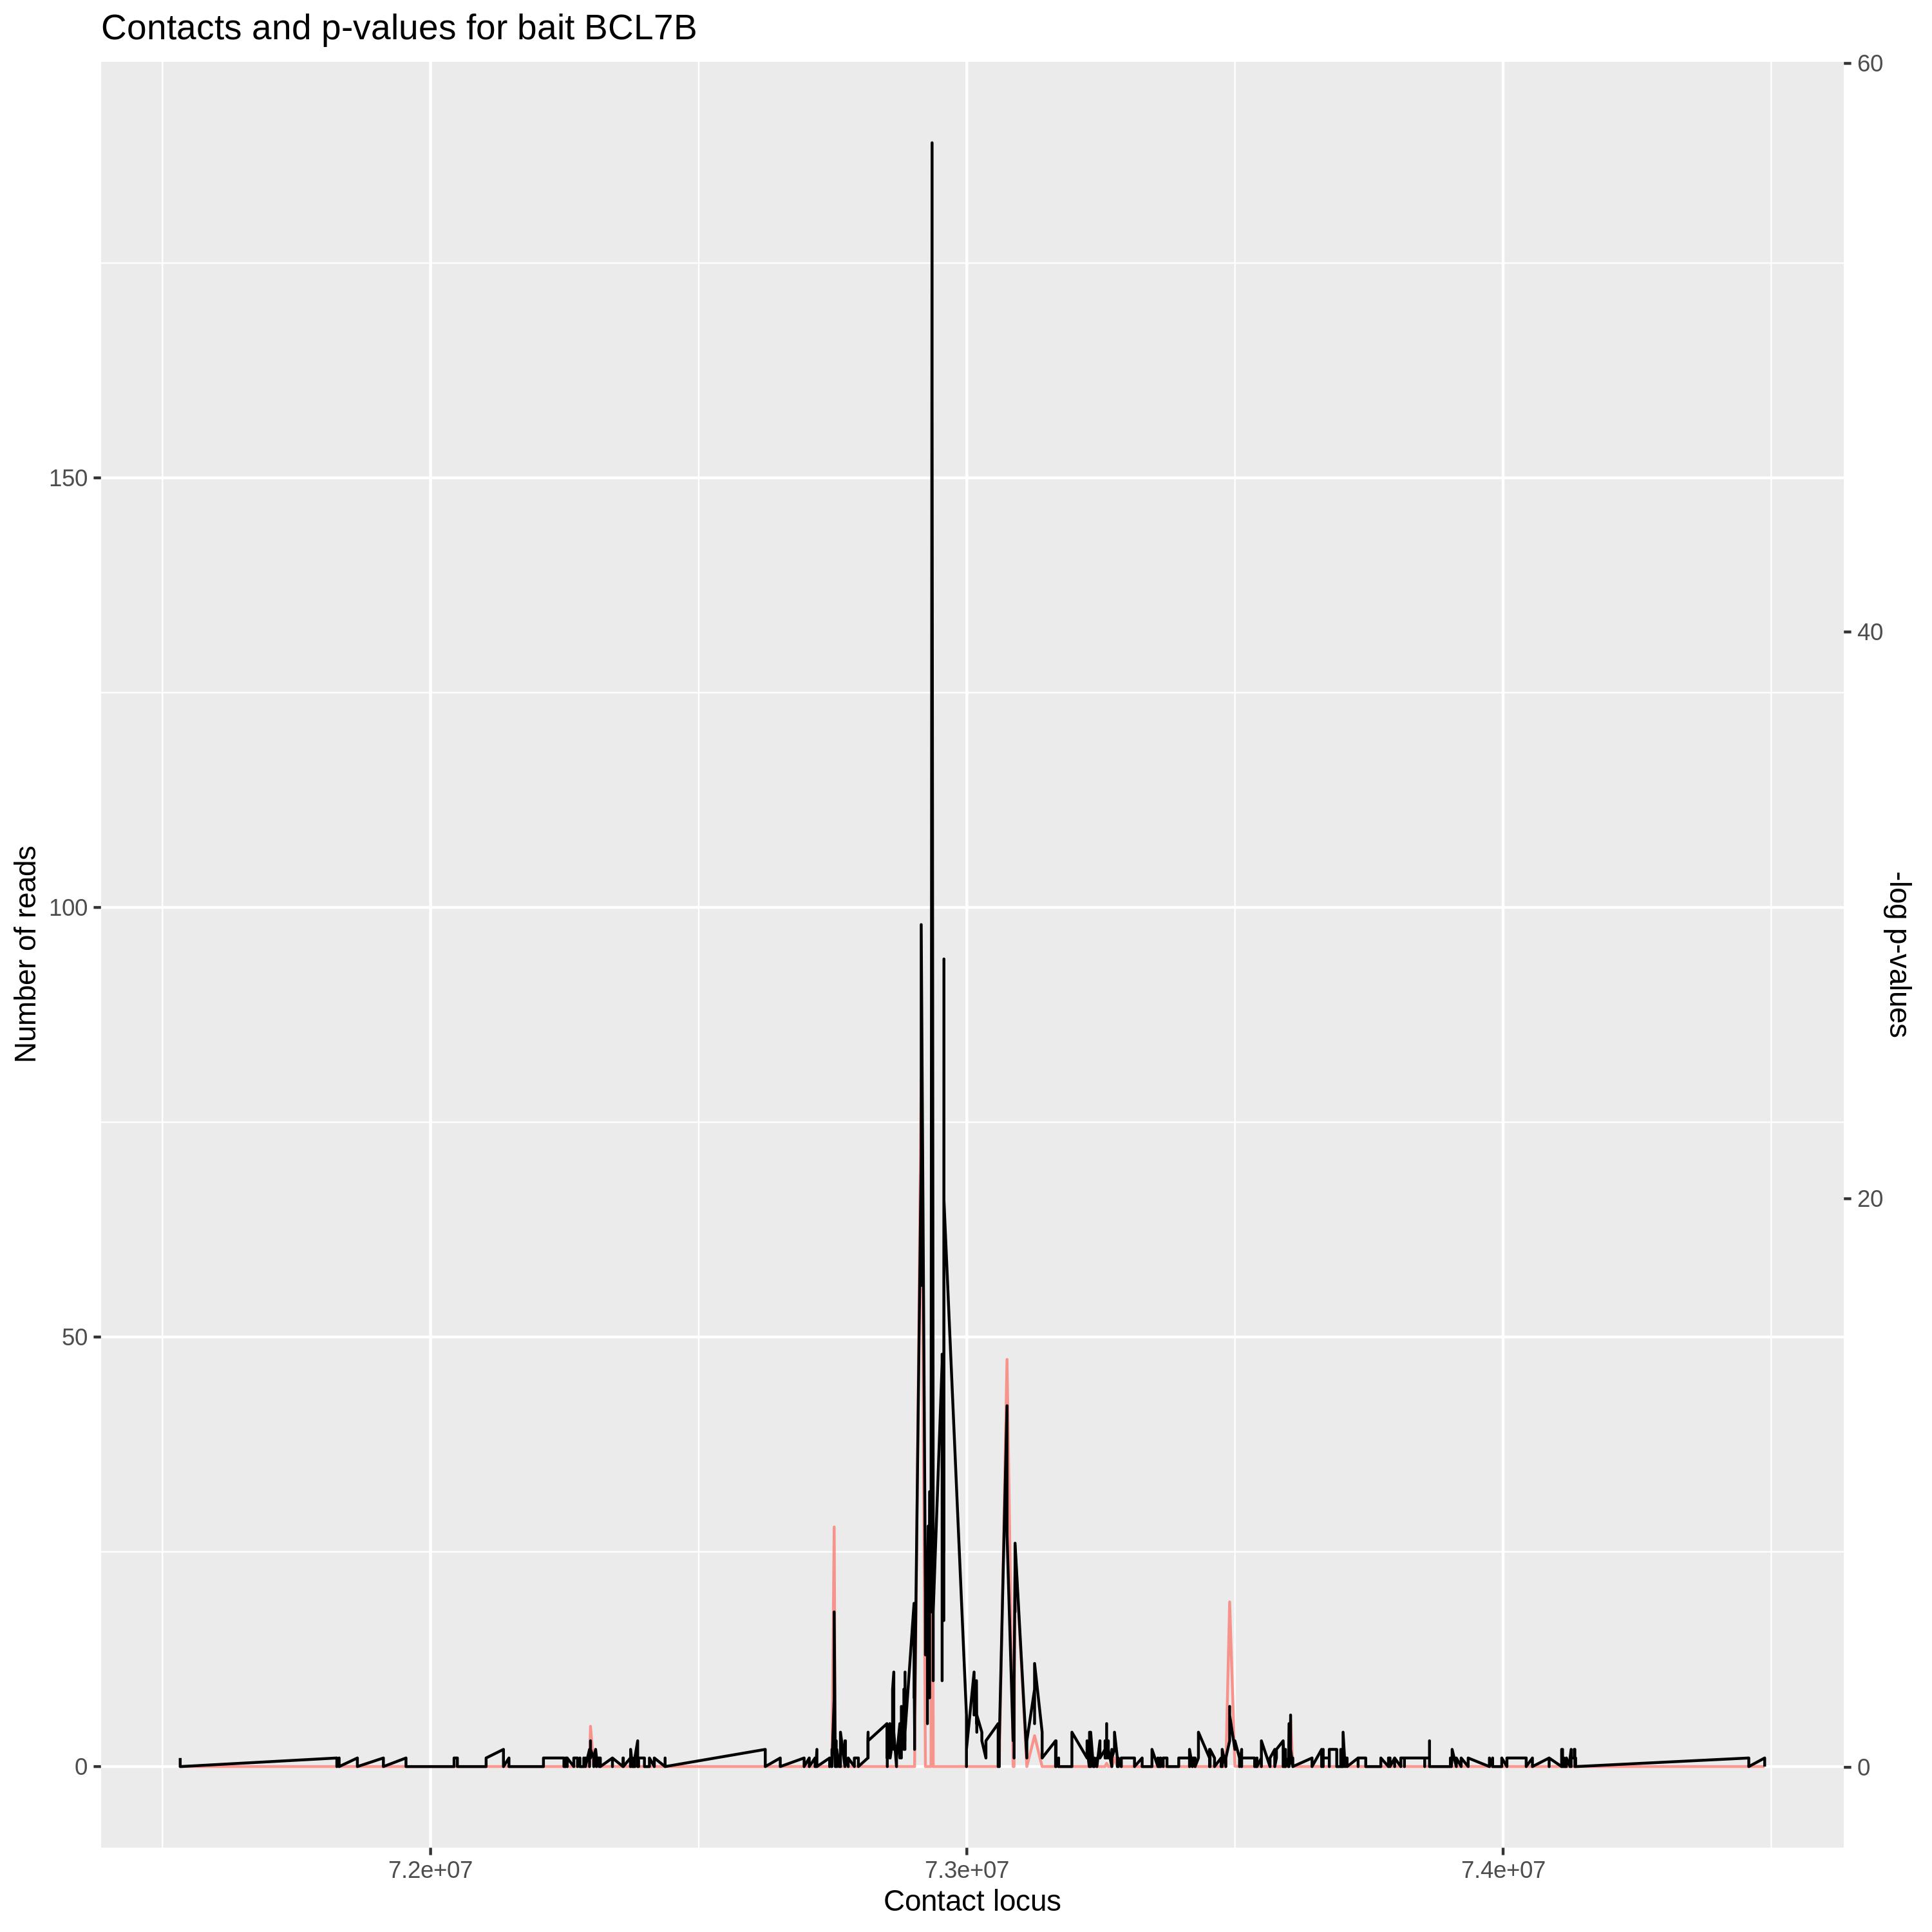 Contacts and p-values for bait BCL7B
60
150
40
Number of reads
100
-log p-values
20
50
0
0
7.2e+07
7.3e+07
7.4e+07
Contact locus